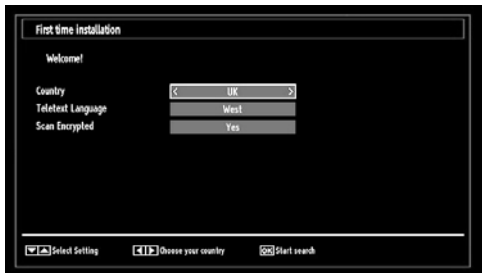 First time installation
Welcome!
Country < UK >
Teletext Language West
Scan Encrypted Yes
Select Setting Choose your country OK Start search